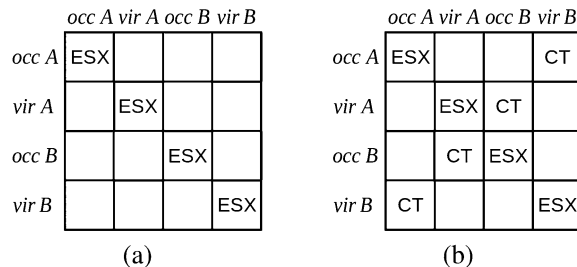 occ A vir A occ B vir B occ A vir A occ B vir B
occ A ESX occ A ESX CT
vir A ESX vir A ESX CT
occ B ESX occ B CT ESX
vir B ESX vir B CT ESX
(a) (b)